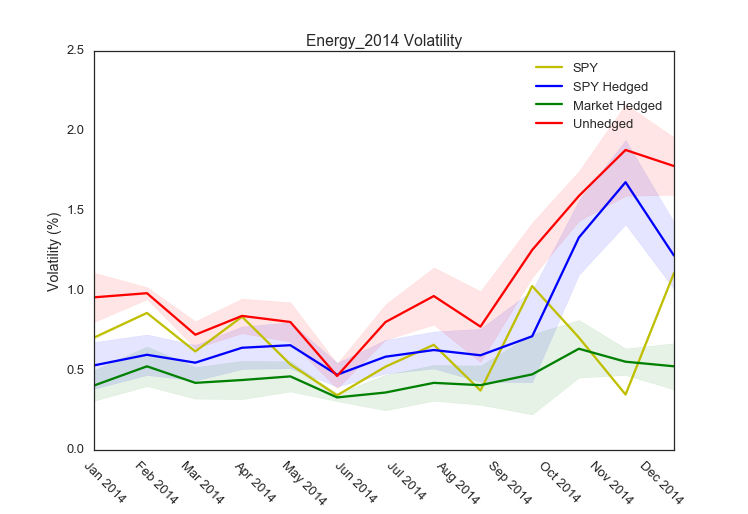 Energy_2014 Volatility
2.5
2.0
1.5
1.0
0.5
0.0
Volatility (%)
SPY
SPY Hedged
Market Hedged
Unhedged
Jan 2014
Feb 2014
Mar 2014
Apr 2014
May 2014
Jun 2014
Jul 2014
Aug 2014
Sep 2014
Oct 2014
Nov 2014
Dec 2014